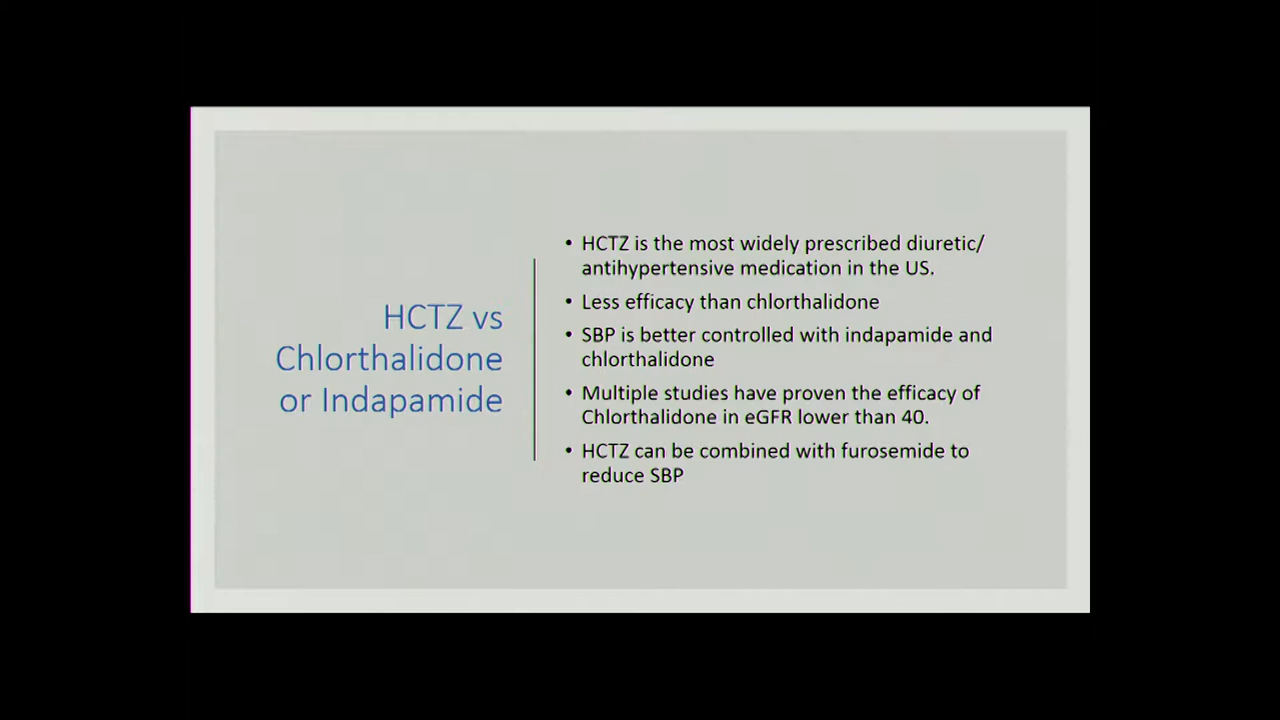 HCTZ vs
Chlorthalidone
or Indapamide
• HCTZ is the most widely prescribed diuretic/
antihypertensive medication in the US.
• Less efficacy than chlorthalidone
• SBP is better controlled with indapamide and
chlorthalidone
• Multiple studies have proven the efficacy of
Chlorthalidone in eGFR lower than 40.
• HCTZ can be combined with furosemide to
reduce SBP